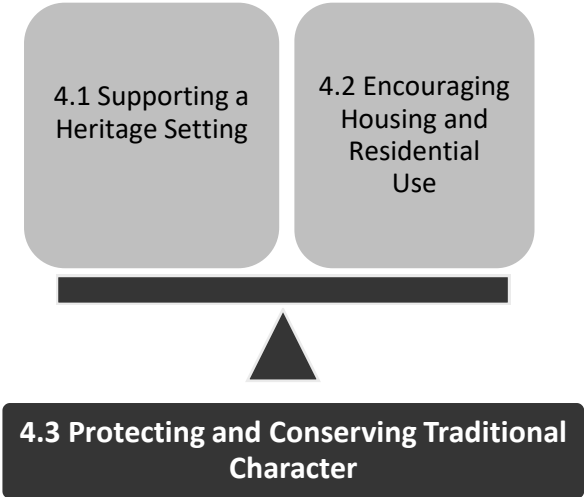 4.1 Supporting a
Heritage Setting
4.2 Encouraging
Housing and
Residential
Use
4.3 Protecting and Conserving Traditional
Character